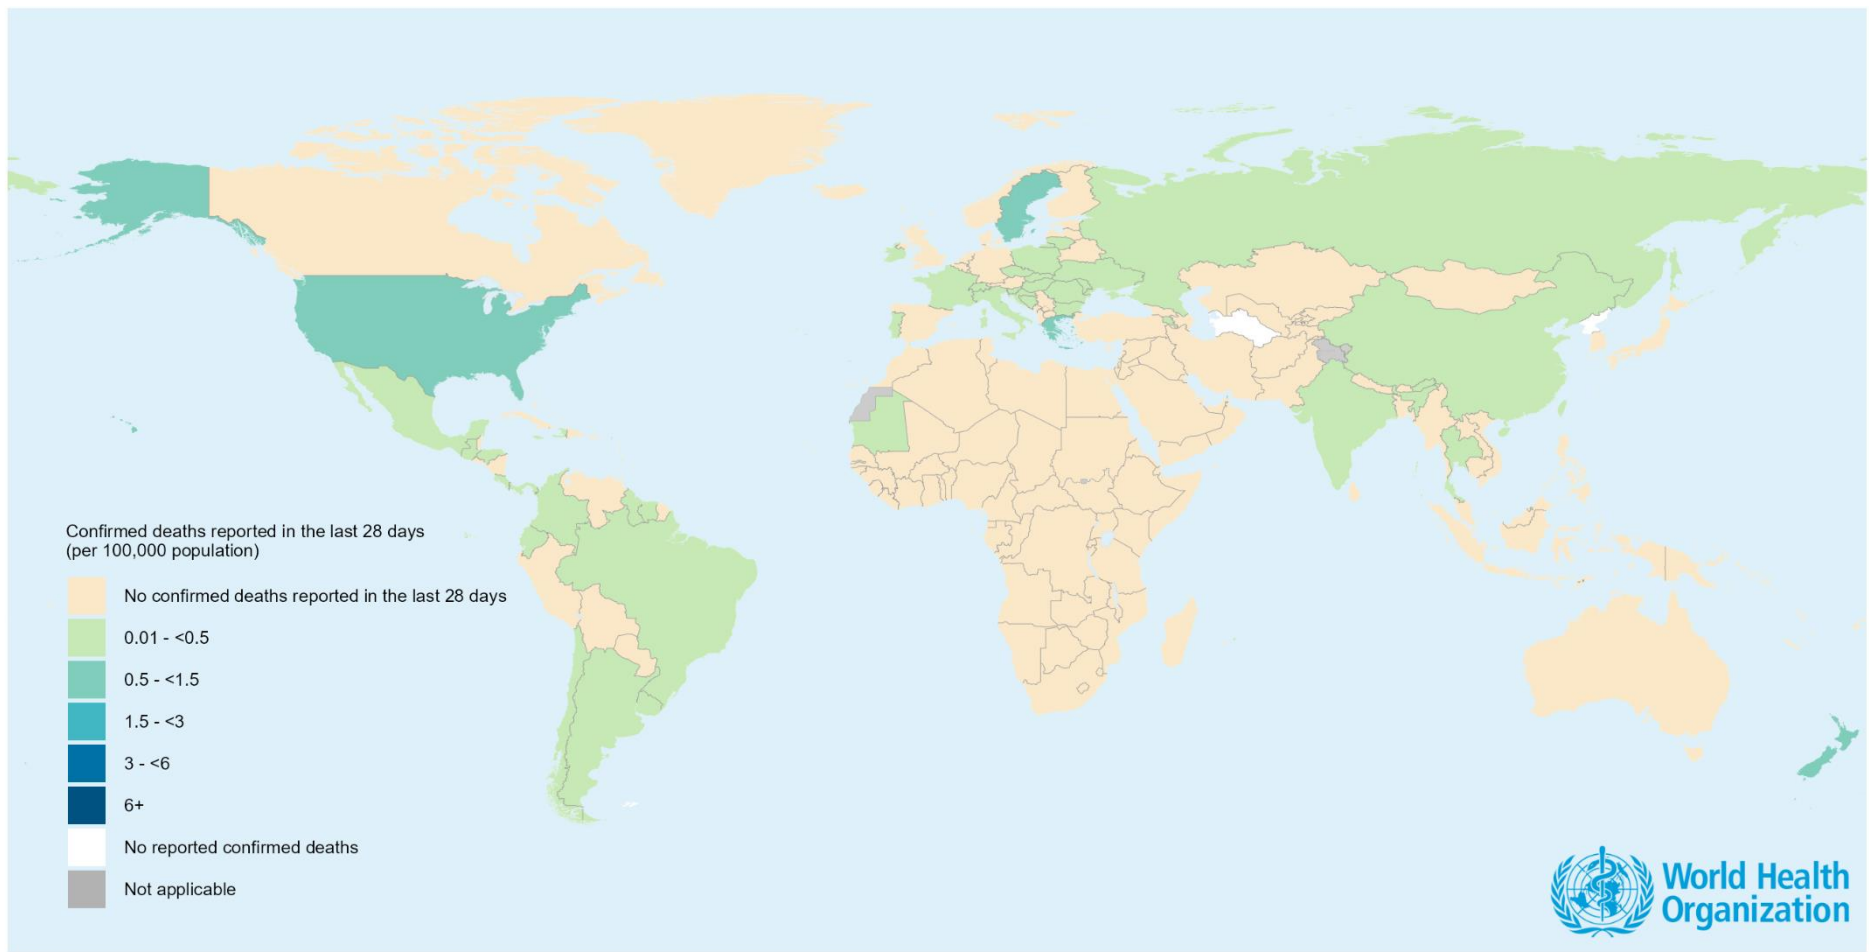 Confirmed deaths reported in the last 28 days
(per 100,000 population)
No confirmed deaths reported in the last 28 days
0.01 - <0.5
0.5 - <1.5
1.5 - <3
3 - <6
6+
No reported confirmed deaths
Not applicable
World Health
Organization